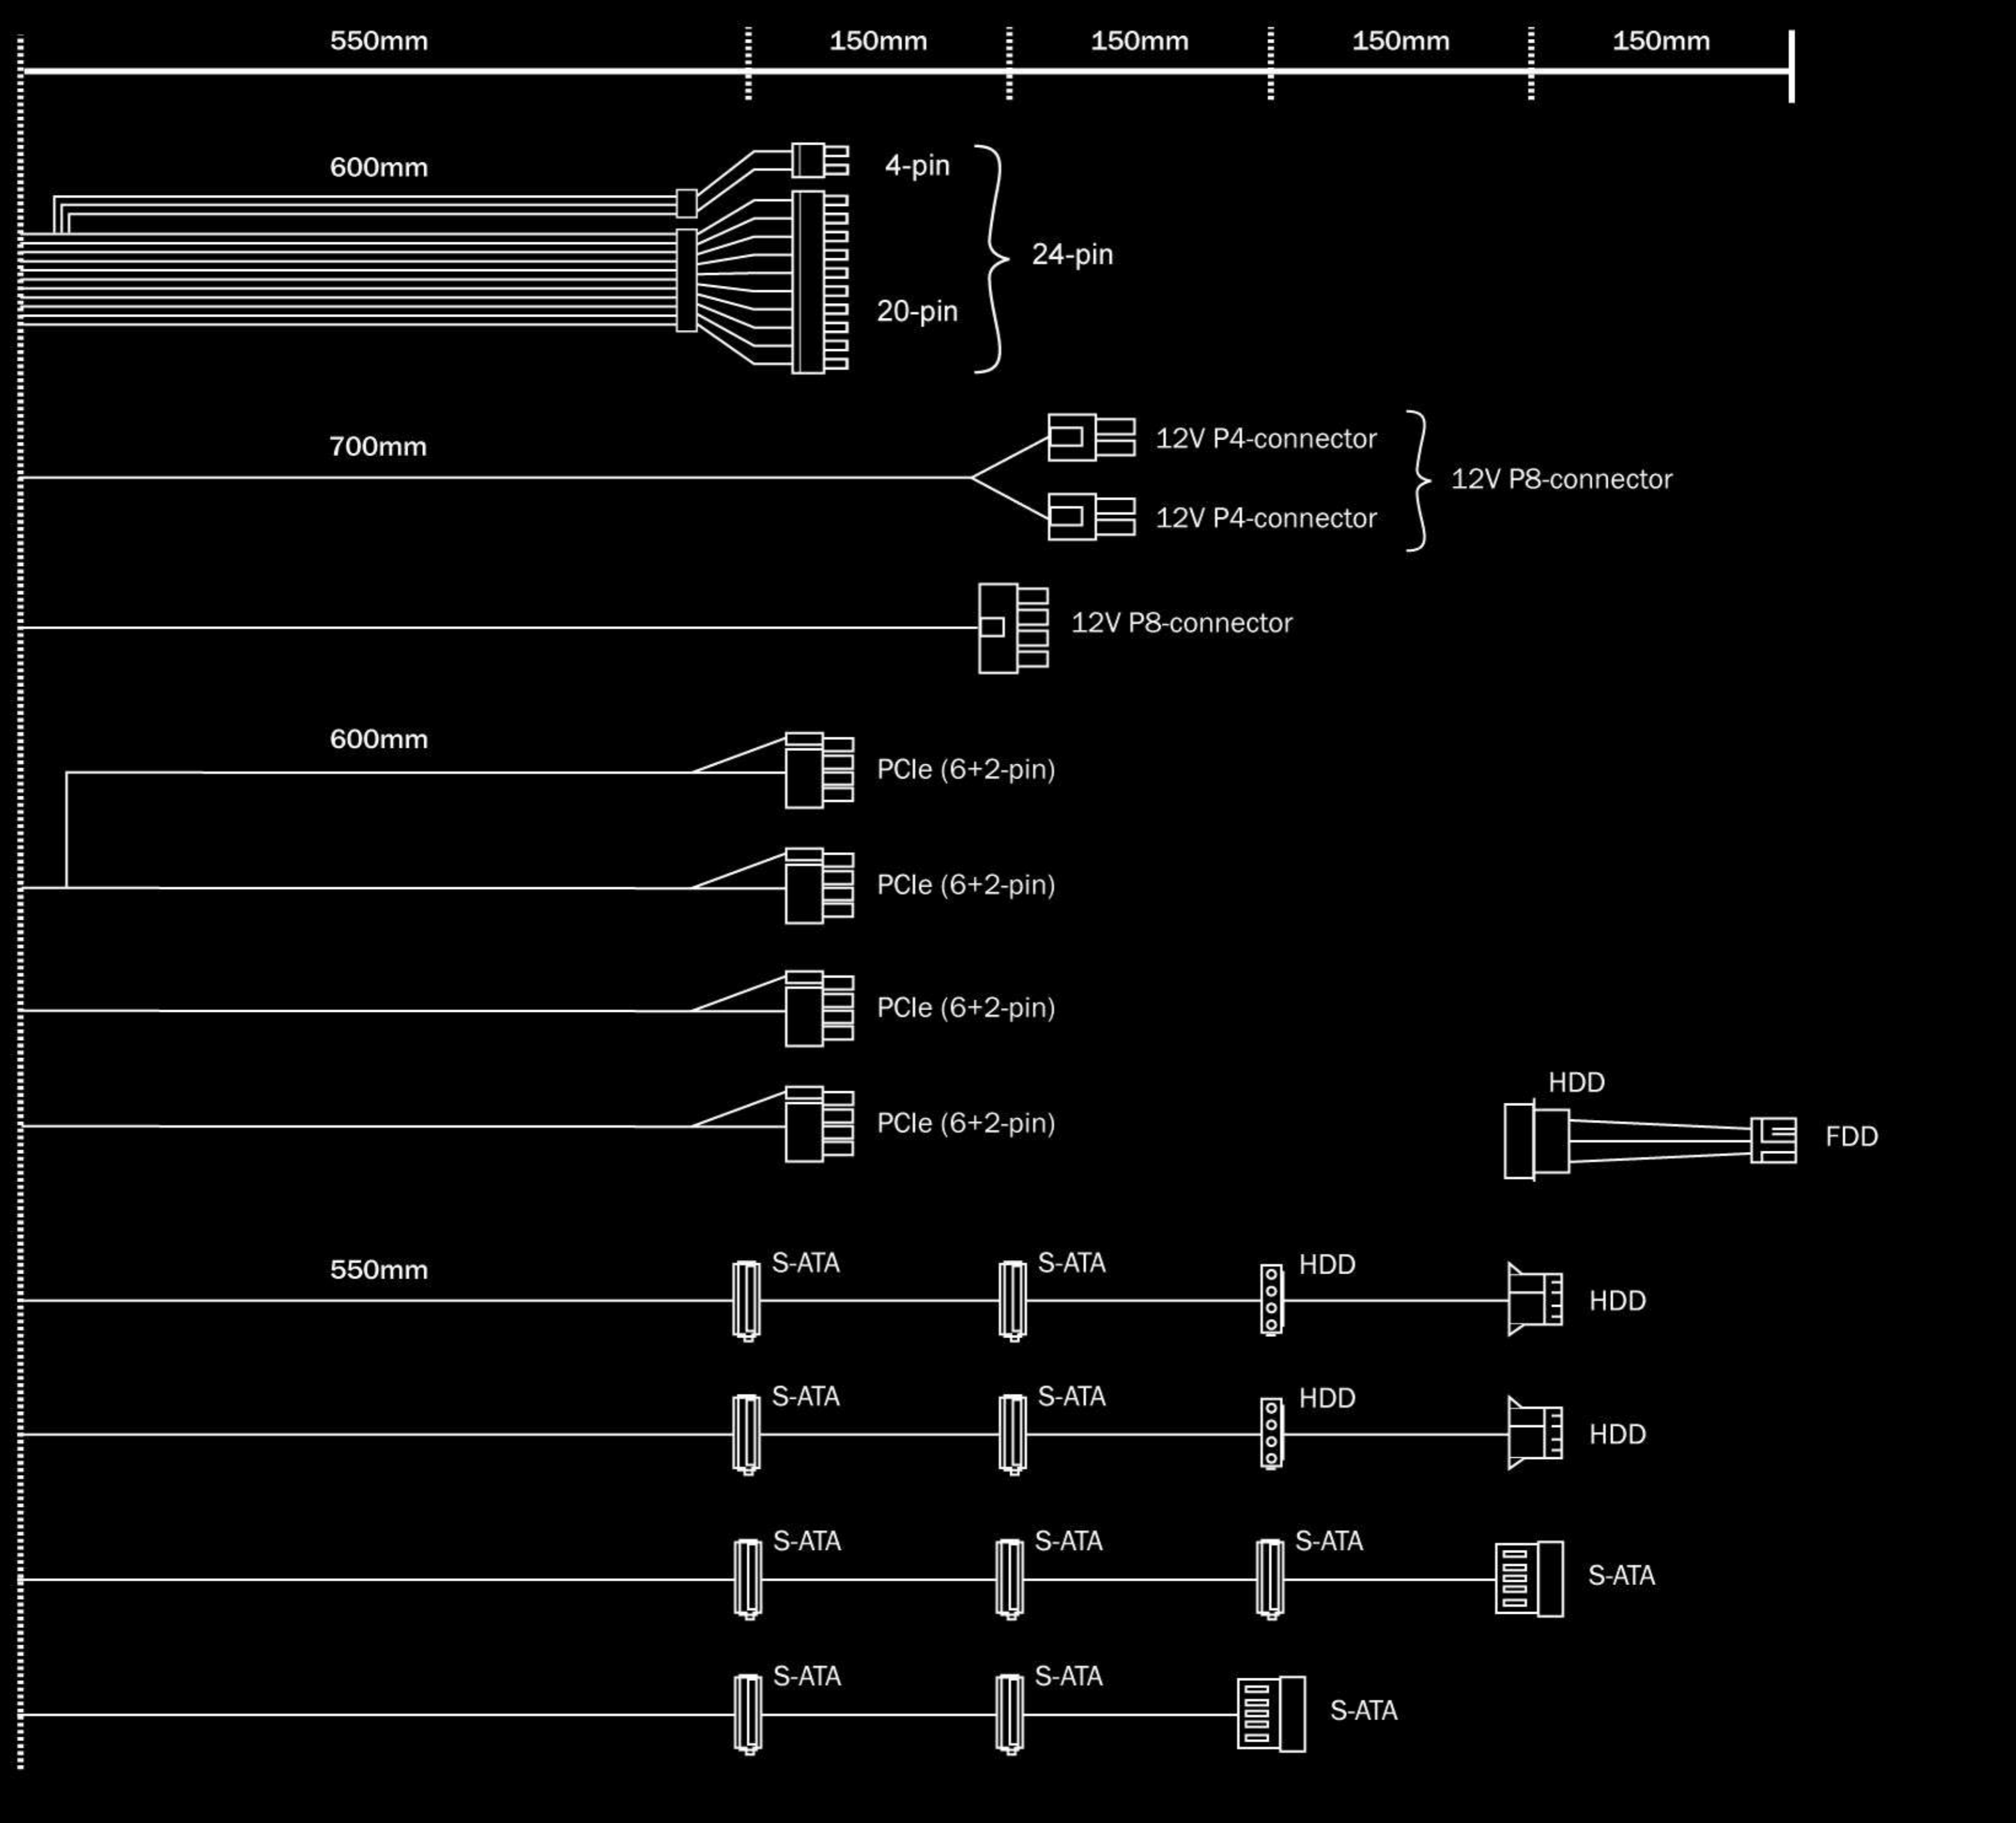 550mm 150mm 150mm 150mm 150mm
600mm
4-pin
24-pin
20-pin
700mm
12V P4-connector
12V P8-connector
12V P4-connector
12V P8-connector
600mm
PCIe (6+2-pin)
PCIe (6+2-pin)
PCIe (6+2-pin)
HDD
PCIe (6+2-pin)
FDD
550mm
S-ATA S-ATA HDD
HDD
S-ATA S-ATA HDD
HDD
S-ATA S-ATA S-ATA
S-ATA
S-ATA S-ATA
S-ATA